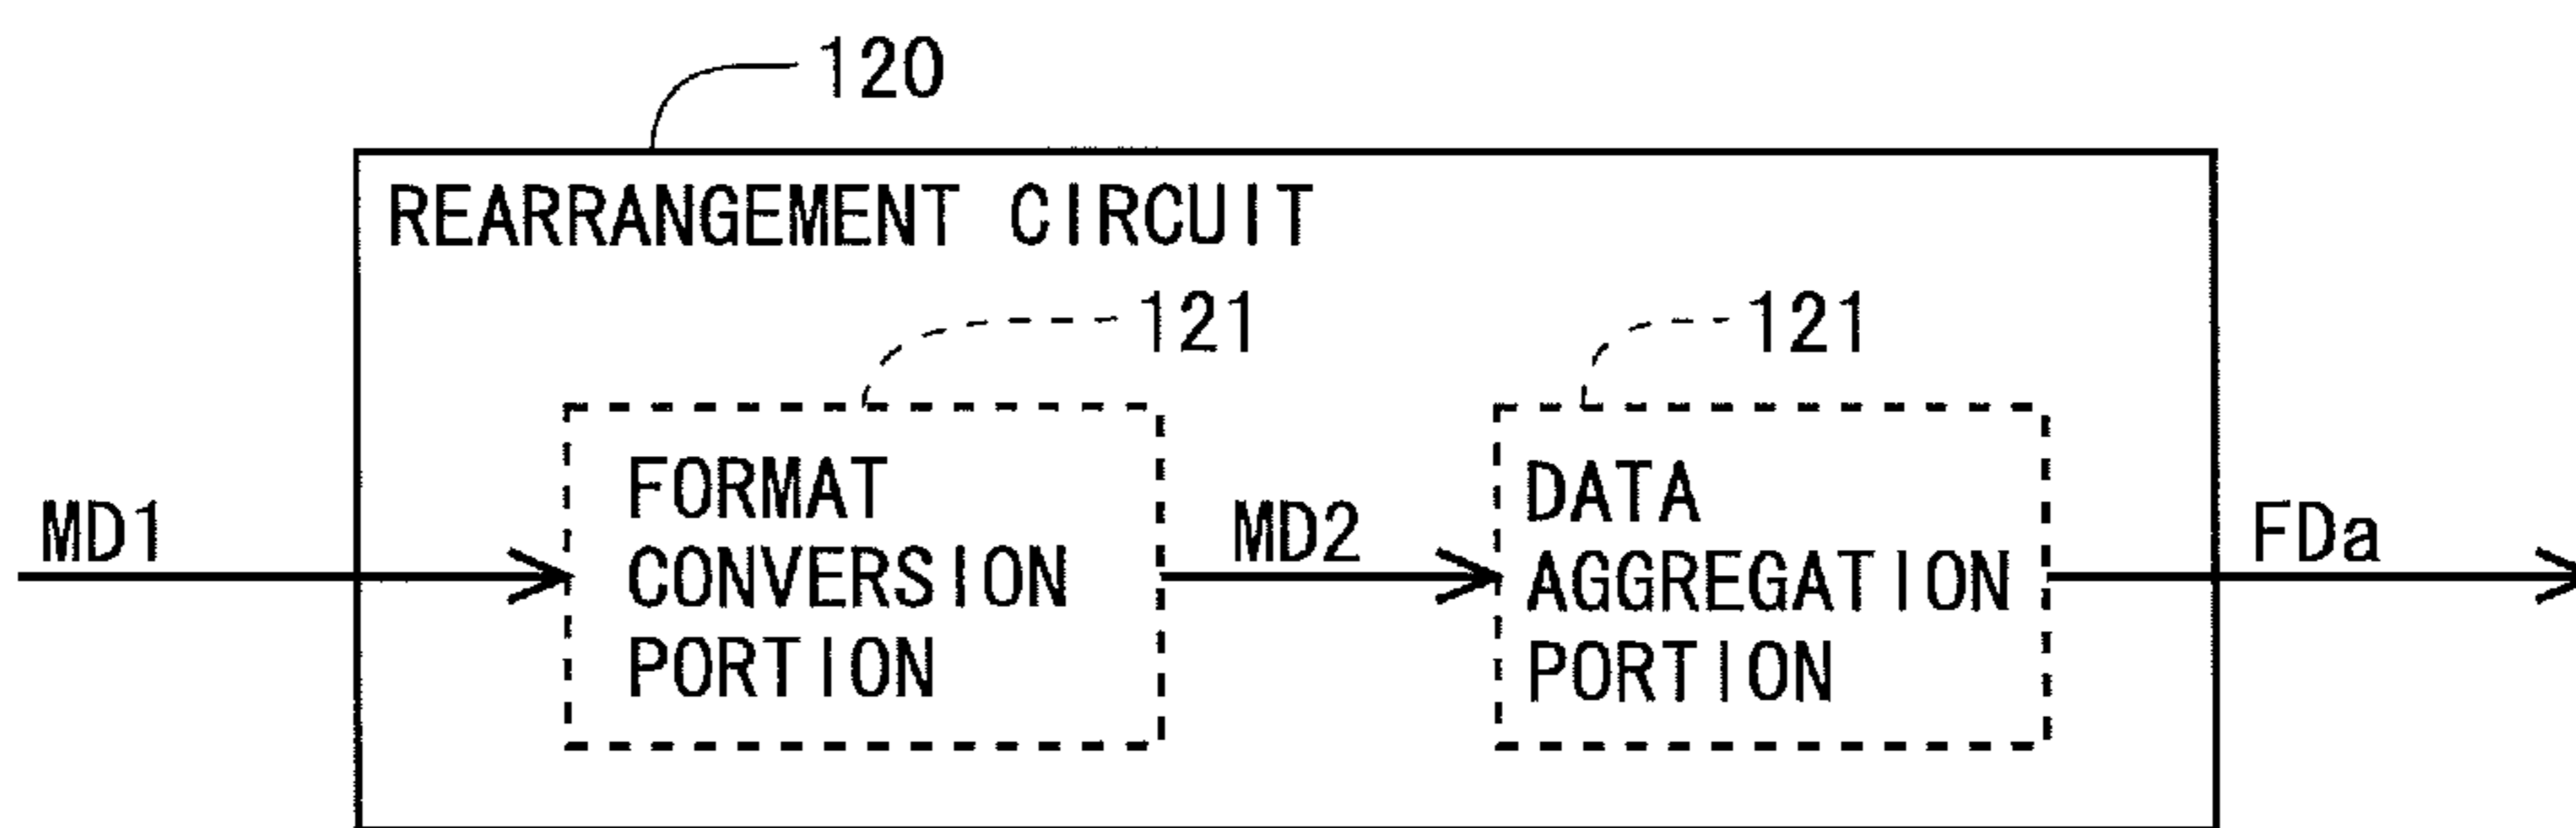 120
REARRANGEMENT CIRCUIT
121
121
FORMAT
CONVERSION
PORTION
DATA
AGGREGATION
PORTION
MD1
MD2
FDa